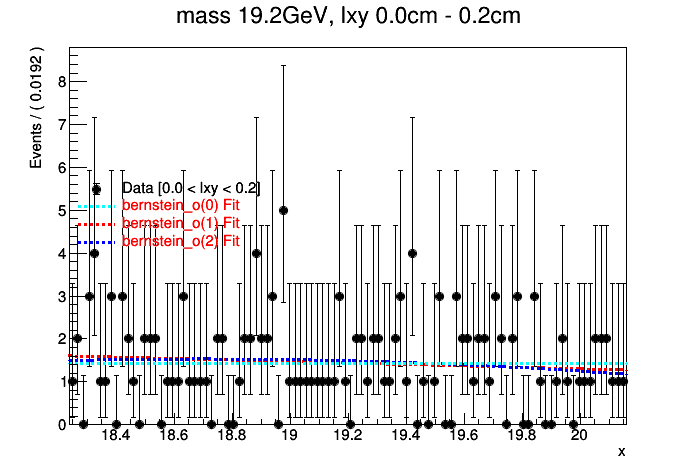 mass 19.2GeV, lxy 0.0cm - 0.2cm
Events / ( 0.0192 )
8
7
6
5
4
3
2
1
0
Data [0.0 < lxy < 0.2]
bernstein_o(0) Fit
bernstein_o(1) Fit
bernstein_o(2) Fit
18.4 18.6 18.8 19 19.2 19.4 19.6 19.8 20
x